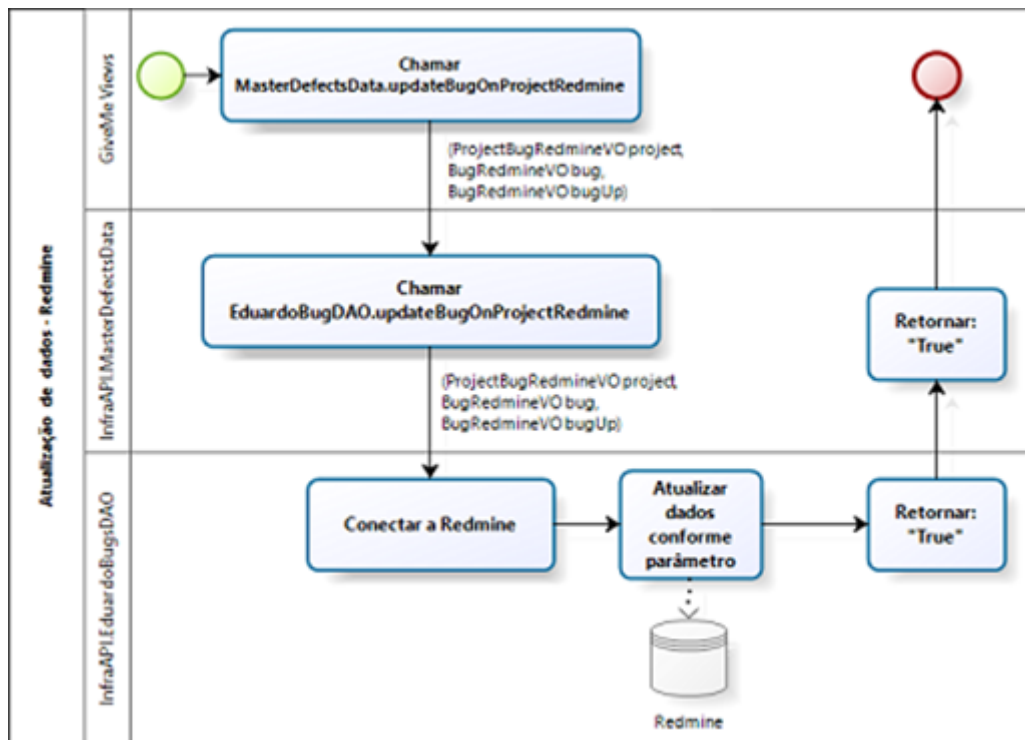 Atualização de dados - Redmine
GiveMe Views
Chamar
MasterDefectsData.updateBugOnProjectRedmine
(ProjectBugRedmineVO project,
BugRedmineVO bug,
BugRedmineVO bugUp)
InfraAPI.MasterDefectsData
Chamar
EduardoBugDAO.updateBugOnProjectRedmine
(ProjectBugRedmineVO project,
BugRedmineVO bug,
BugRedmineVO bugUp)
Retornar:
"True"
InfraAPI.EduardoBugsDAO
Conectar a Redmine
Atualizar
dados
conforme
parâmetro
Retornar:
"True"
Redmine